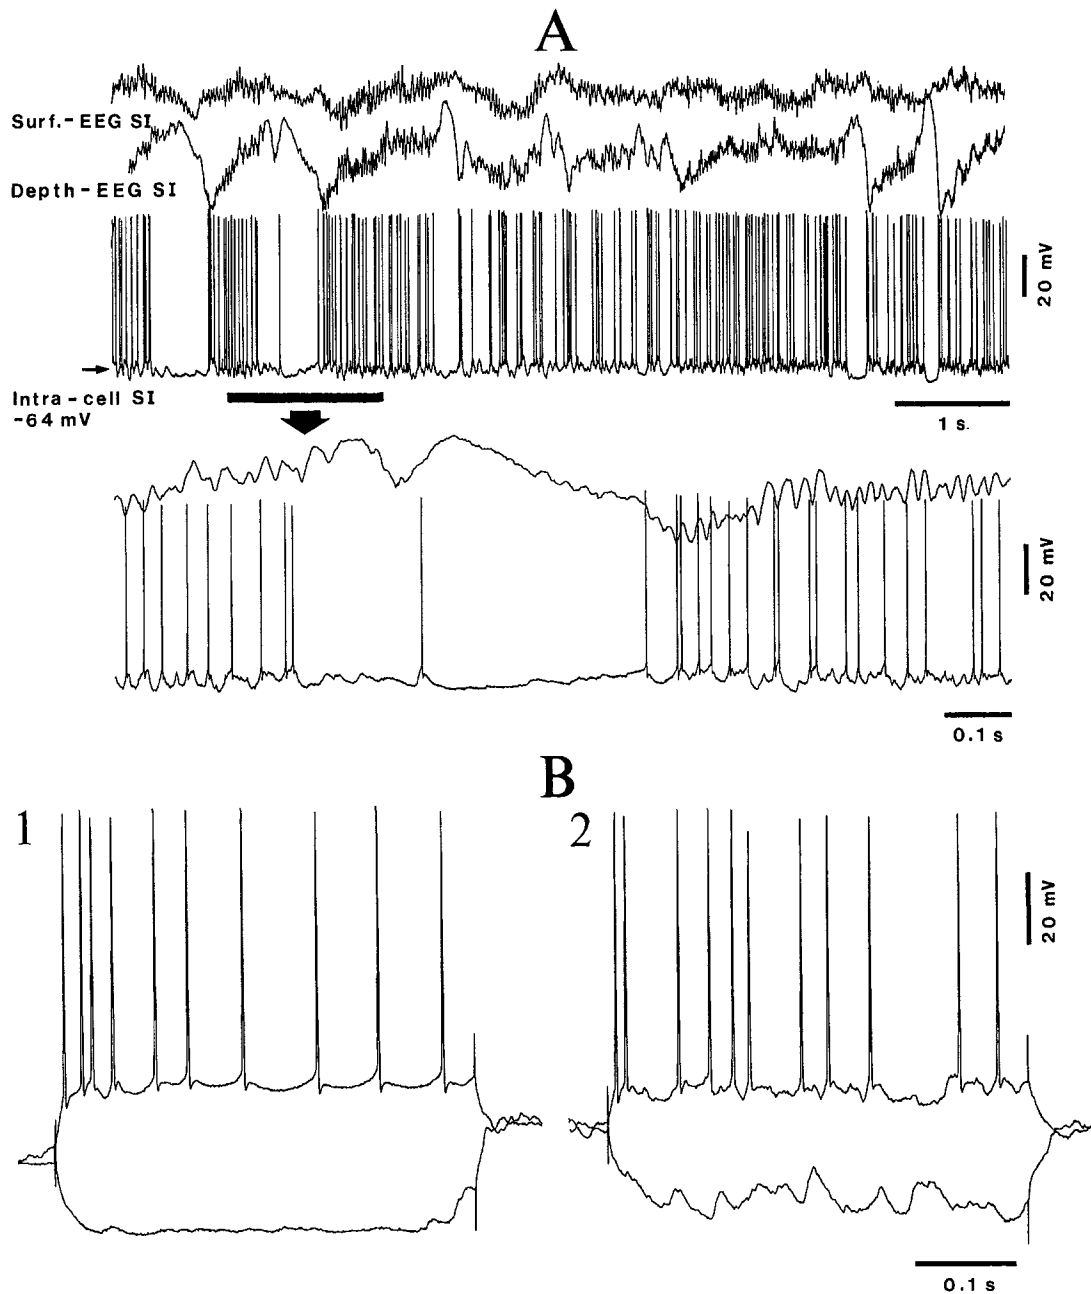 A
Surf.-EEG SI
Depth-EEG SI
20 mV
Intra-cell SI
-64 mV
1 s.
20 mV
0.1 s
B
1
2
20 mV
0.1 s